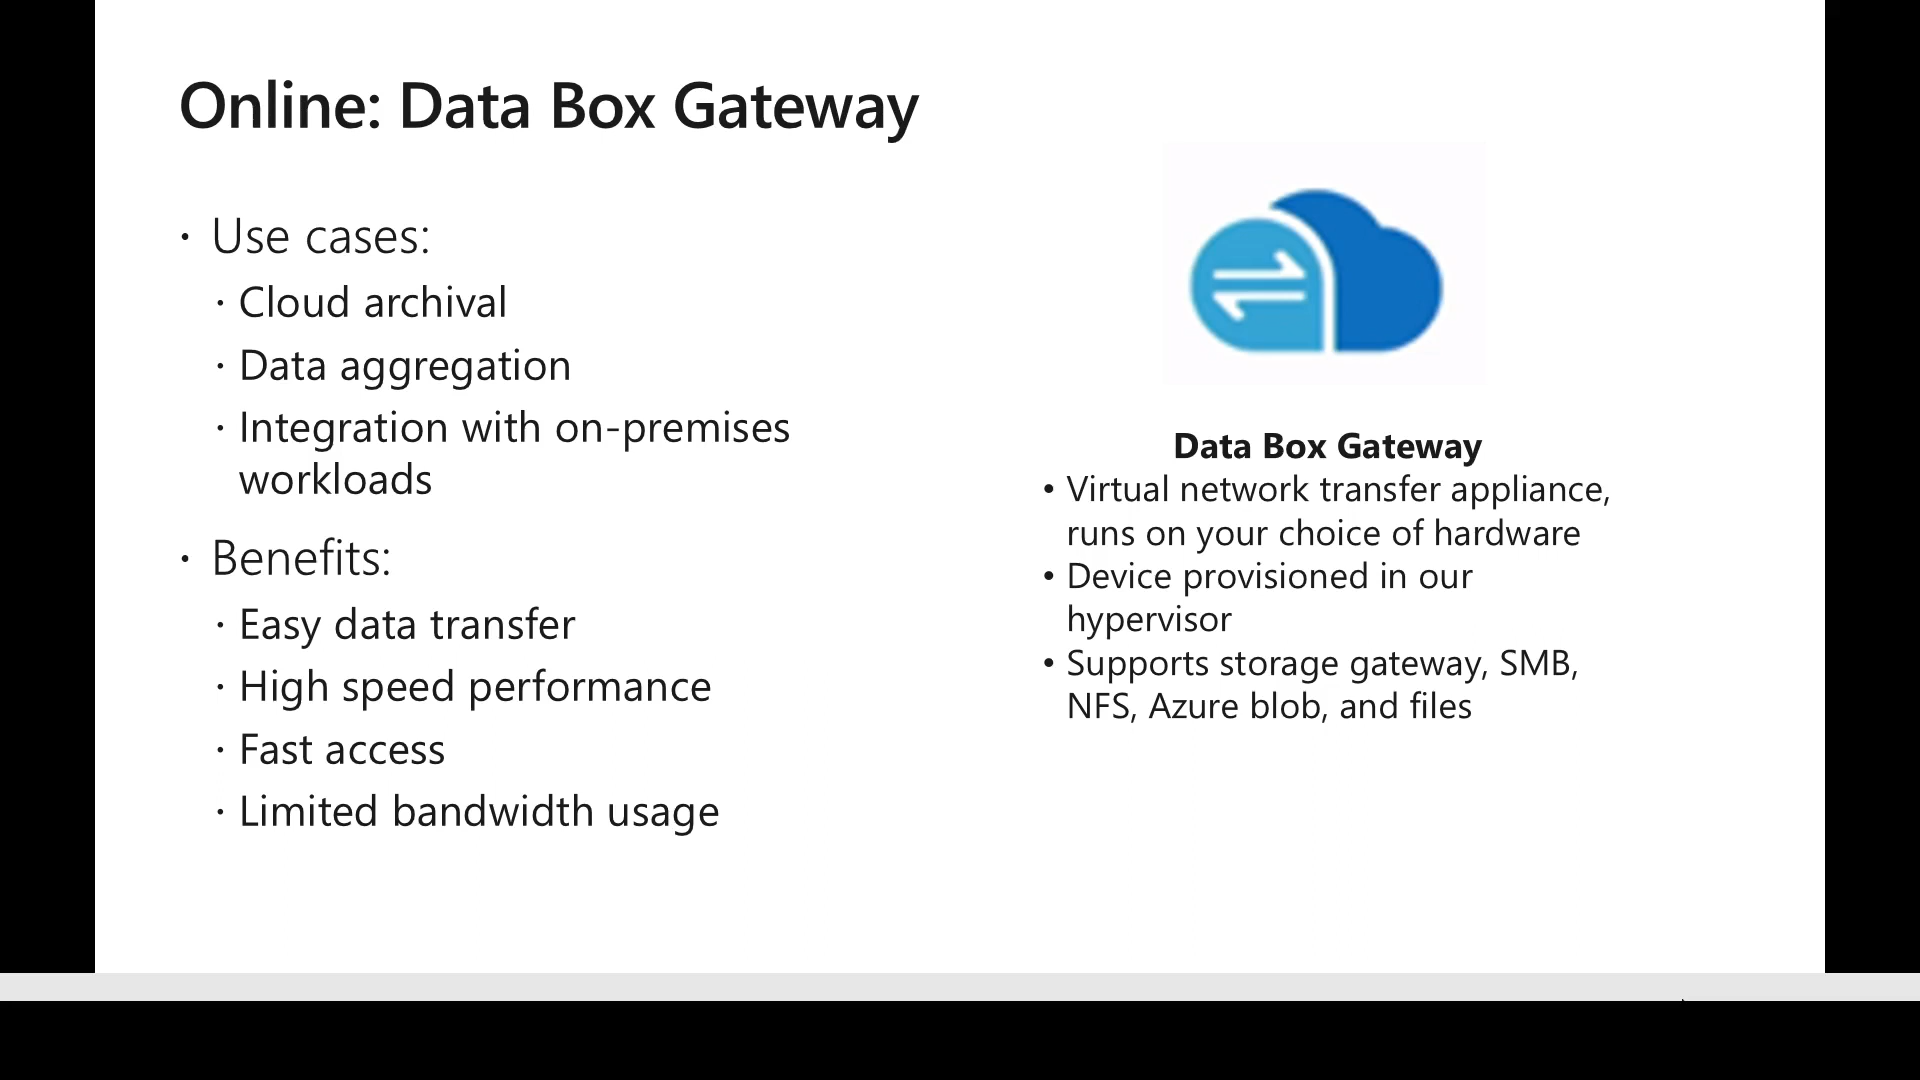 Online: Data Box Gateway
· Use cases:
· Cloud archival
· Data aggregation
· Integration with on-premises
workloads
· Benefits:
· Easy data transfer
· High speed performance
· Fast access
· Limited bandwidth usage
Data Box Gateway
• Virtual network transfer appliance,
runs on your choice of hardware
• Device provisioned in our
hypervisor
• Supports storage gateway, SMB,
NFS, Azure blob, and files